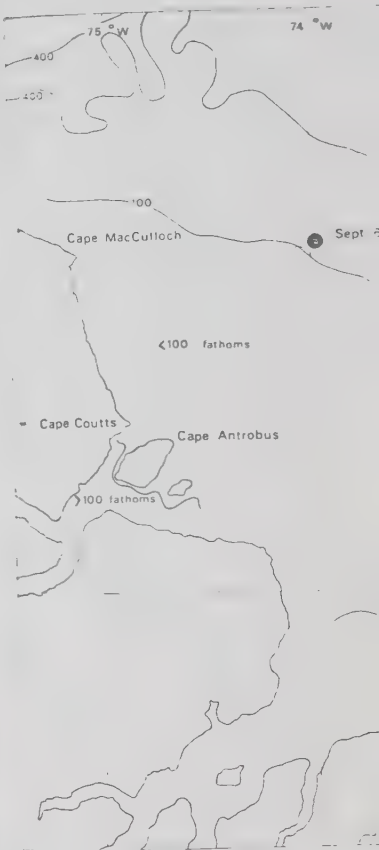 75 °W
74 °W
400
400
100
Sept
Cape MacCulloch
<100 fathoms
Cape Coutts
Cape Antrobus
>100 fathoms